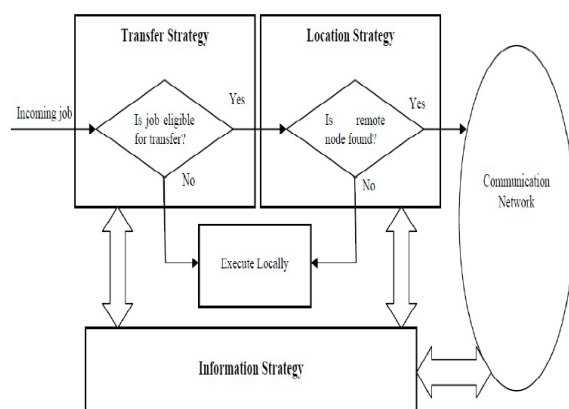 Transfer Strategy
Location Strategy
Incoming job
Is job eligible
for transfer?
Yes
No
Is remote
node found?
Yes
No
Communication
Network
Execute Locally
Information Strategy